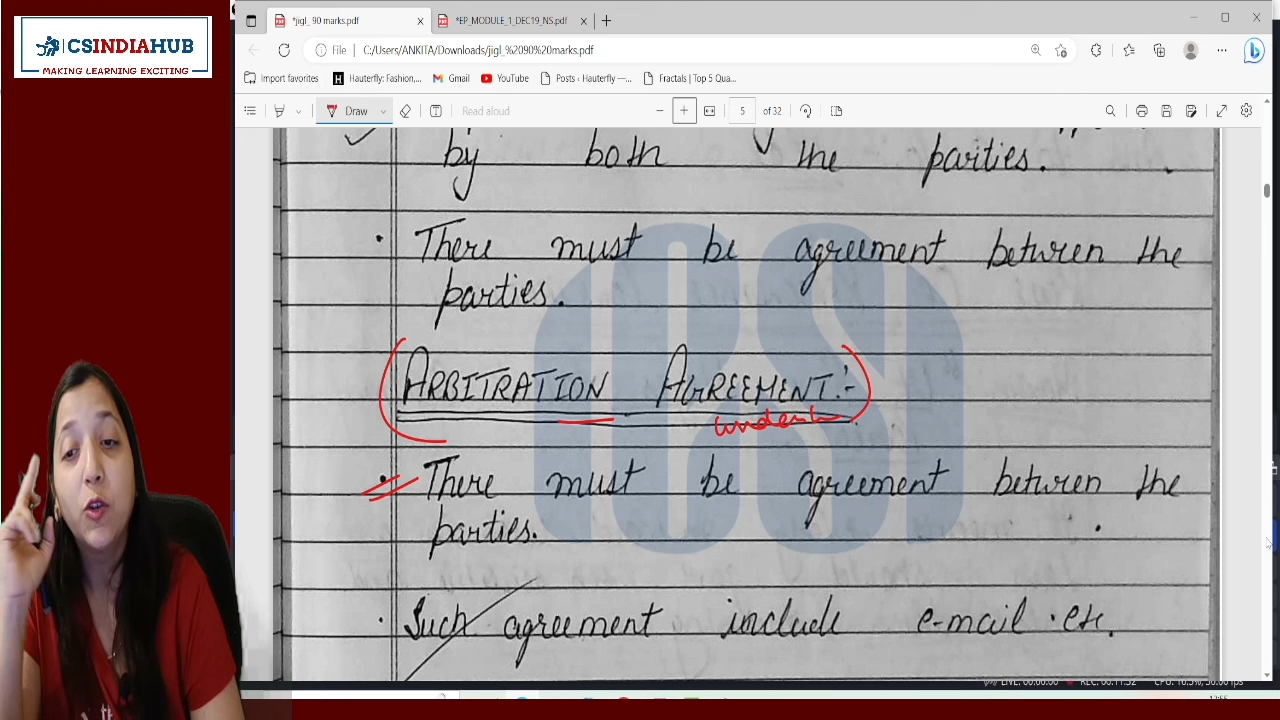 CSINDIAHUB
MAKING LEARNING EXCITING
*jigl_ 90 marks.pdf
*EP_MODULE_1_DEC19_NS.pdf
File
C:/Users/ANKITA/Downloads/jigl_%2090%20marks.pdf
Import favorites
Hauterfly: Fashion,...
Gmail
YouTube
Posts ‹ Hauterfly —...
Fractals | Top 5 Qua...
Draw
Read aloud
5 of 32
by both the parties.
• There must be agreement between the
parties.
ARBITRATION AGREEMENT:-
• There must be agreement between the
parties.
• Such agreement include e-mail etc.
CSI